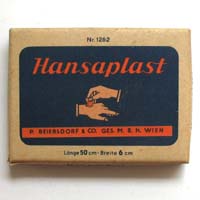 Nr. 1262
Hansaplast
P. BEIERSDORF & CO. GES. M. B. H. WIEN
Länge 50 cm - Breite 6 cm